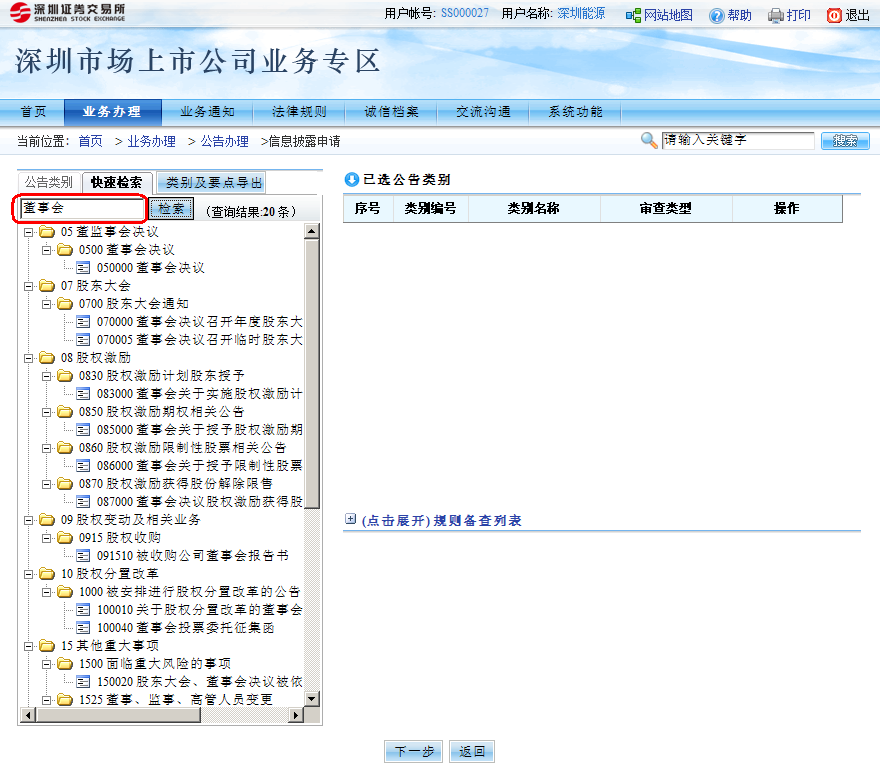 深圳证券交易所
SHENZHEN STOCK EXCHANGE
用户帐号: SS000027 用户名称: 深圳能源 网站地图 帮助 打印 退出
深圳市场上市公司业务专区
首页 业务办理 业务通知 法律规则 诚信档案 交流沟通 系统功能
当前位置: 首页 > 业务办理 > 公告办理 >信息披露申请 请输入关键字 搜索
公告类别 快速检索 类别及要点导出
董事会 检索 (查询结果:20 条)
05 董监事会决议
0500 董事会决议
050000 董事会决议
07 股东大会
0700 股东大会通知
070000 董事会决议召开年度股东大
070005 董事会决议召开临时股东大
08 股权激励
0830 股权激励计划股东授予
083000 董事会关于实施股权激励计
0850 股权激励期权相关公告
085000 董事会关于授予股权激励期
0860 股权激励限制性股票相关公告
086000 董事会关于授予限制性股票
0870 股权激励获得股份解除限售
087000 董事会决议股权激励获得股
09 股权变动及相关业务
0915 股权收购
091510 被收购公司董事会报告书
10 股权分置改革
1000 被安排进行股权分置改革的公告
100010 关于股权分置改革的董事会
100040 董事会投票委托征集函
15 其他重大事项
1500 面临重大风险的事项
150020 股东大会、董事会决议被依
1525 董事、监事、高管人员变更
已选公告类别
序号 类别编号 类别名称 审查类型 操作
(点击展开) 规则备查列表
下一步 返回